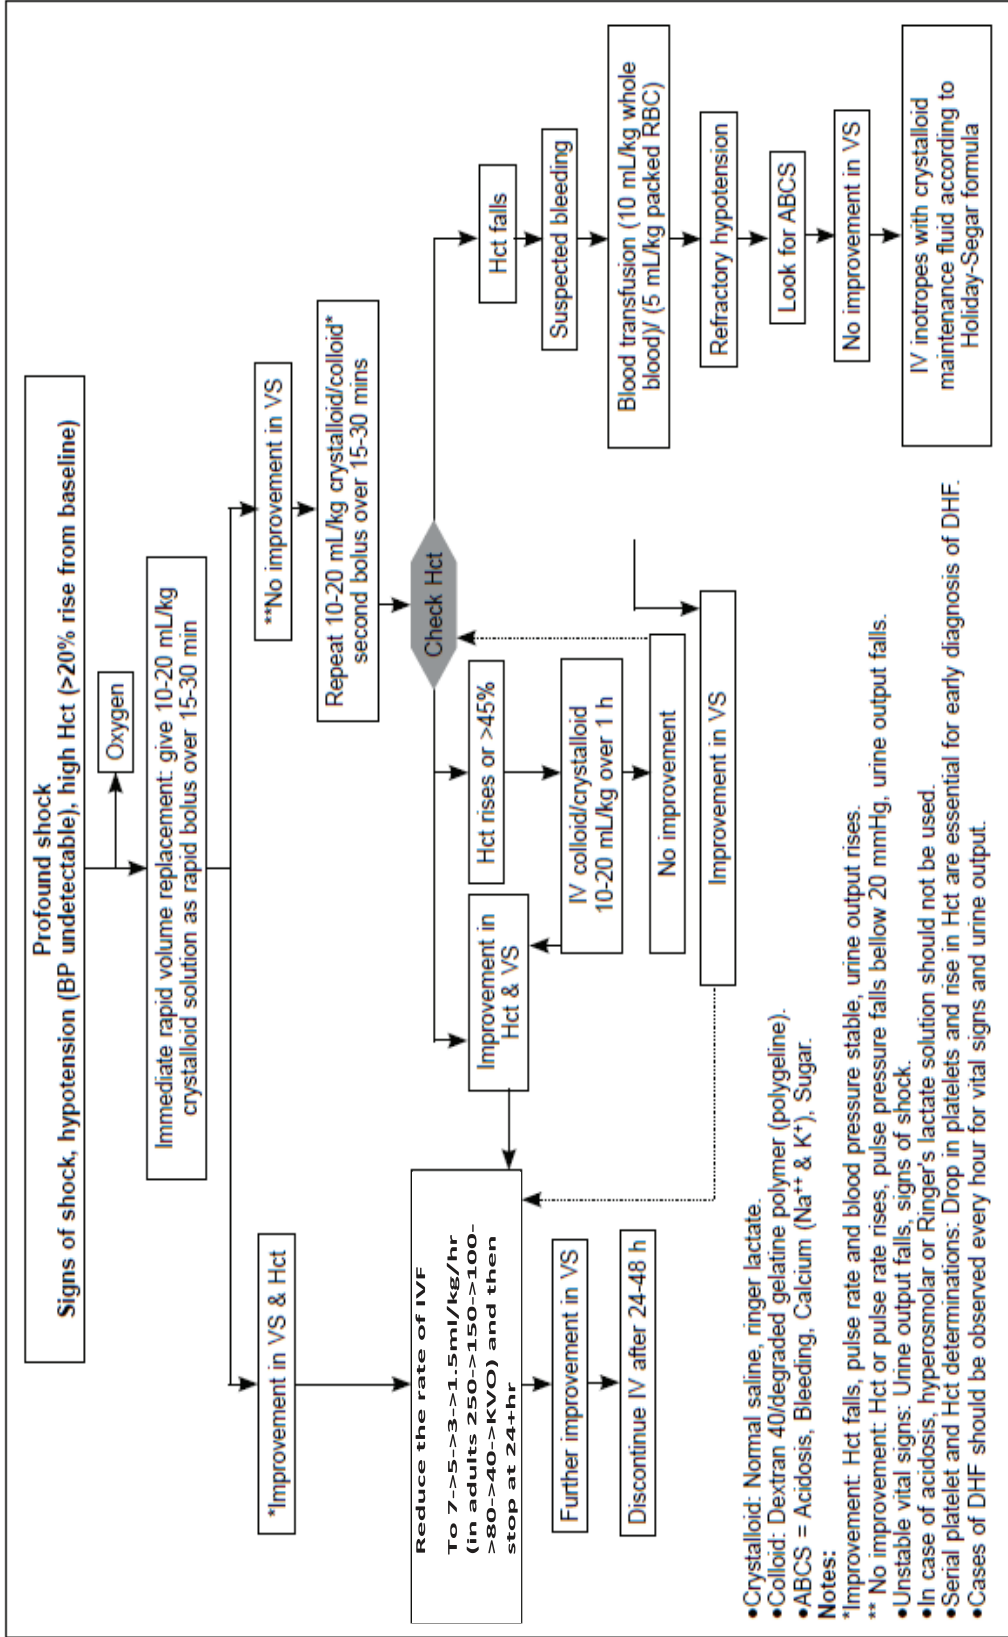 Profound shock
Signs of shock, hypotension (BP undetectable), high Hct (>20% rise from baseline)
Oxygen
Immediate rapid volume replacement: give 10-20 mL/kg
crystalloid solution as rapid bolus over 15-30 min
*Improvement in VS & Hct
**No improvement in VS
Repeat 10-20 mL/kg crystalloid/colloid*
second bolus over 15-30 mins
Check Hct
Reduce the rate of IVF
To 7->5->3->1.5ml/kg/hr
(in adults 250->150->100-
>80->40->KVO) and then
stop at 24+hr
Further improvement in VS
Discontinue IV after 24-48 h
Improvement in
Hct & VS
Hct rises or >45%
IV colloid/crystalloid
10-20 mL/kg over 1 h
No improvement
Improvement in VS
Hct falls
Suspected bleeding
Blood transfusion (10 mL/kg whole
blood)/ (5 mL/kg packed RBC)
Refractory hypotension
Look for ABCS
No improvement in VS
IV inotropes with crystalloid
maintenance fluid according to
Holiday-Segar formula
•Crystalloid: Normal saline, ringer lactate.
•Colloid: Dextran 40/degraded gelatine polymer (polygeline).
•ABCS = Acidosis, Bleeding, Calcium (Na⁺⁺ & K⁺), Sugar.
Notes:
*Improvement: Hct falls, pulse rate and blood pressure stable, urine output rises.
** No improvement: Hct or pulse rate rises, pulse pressure falls bellow 20 mmHg, urine output falls.
•Unstable vital signs: Urine output falls, signs of shock.
•In case of acidosis, hyperosmolar or Ringer's lactate solution should not be used.
•Serial platelet and Hct determinations: Drop in platelets and rise in Hct are essential for early diagnosis of DHF.
•Cases of DHF should be observed every hour for vital signs and urine output.